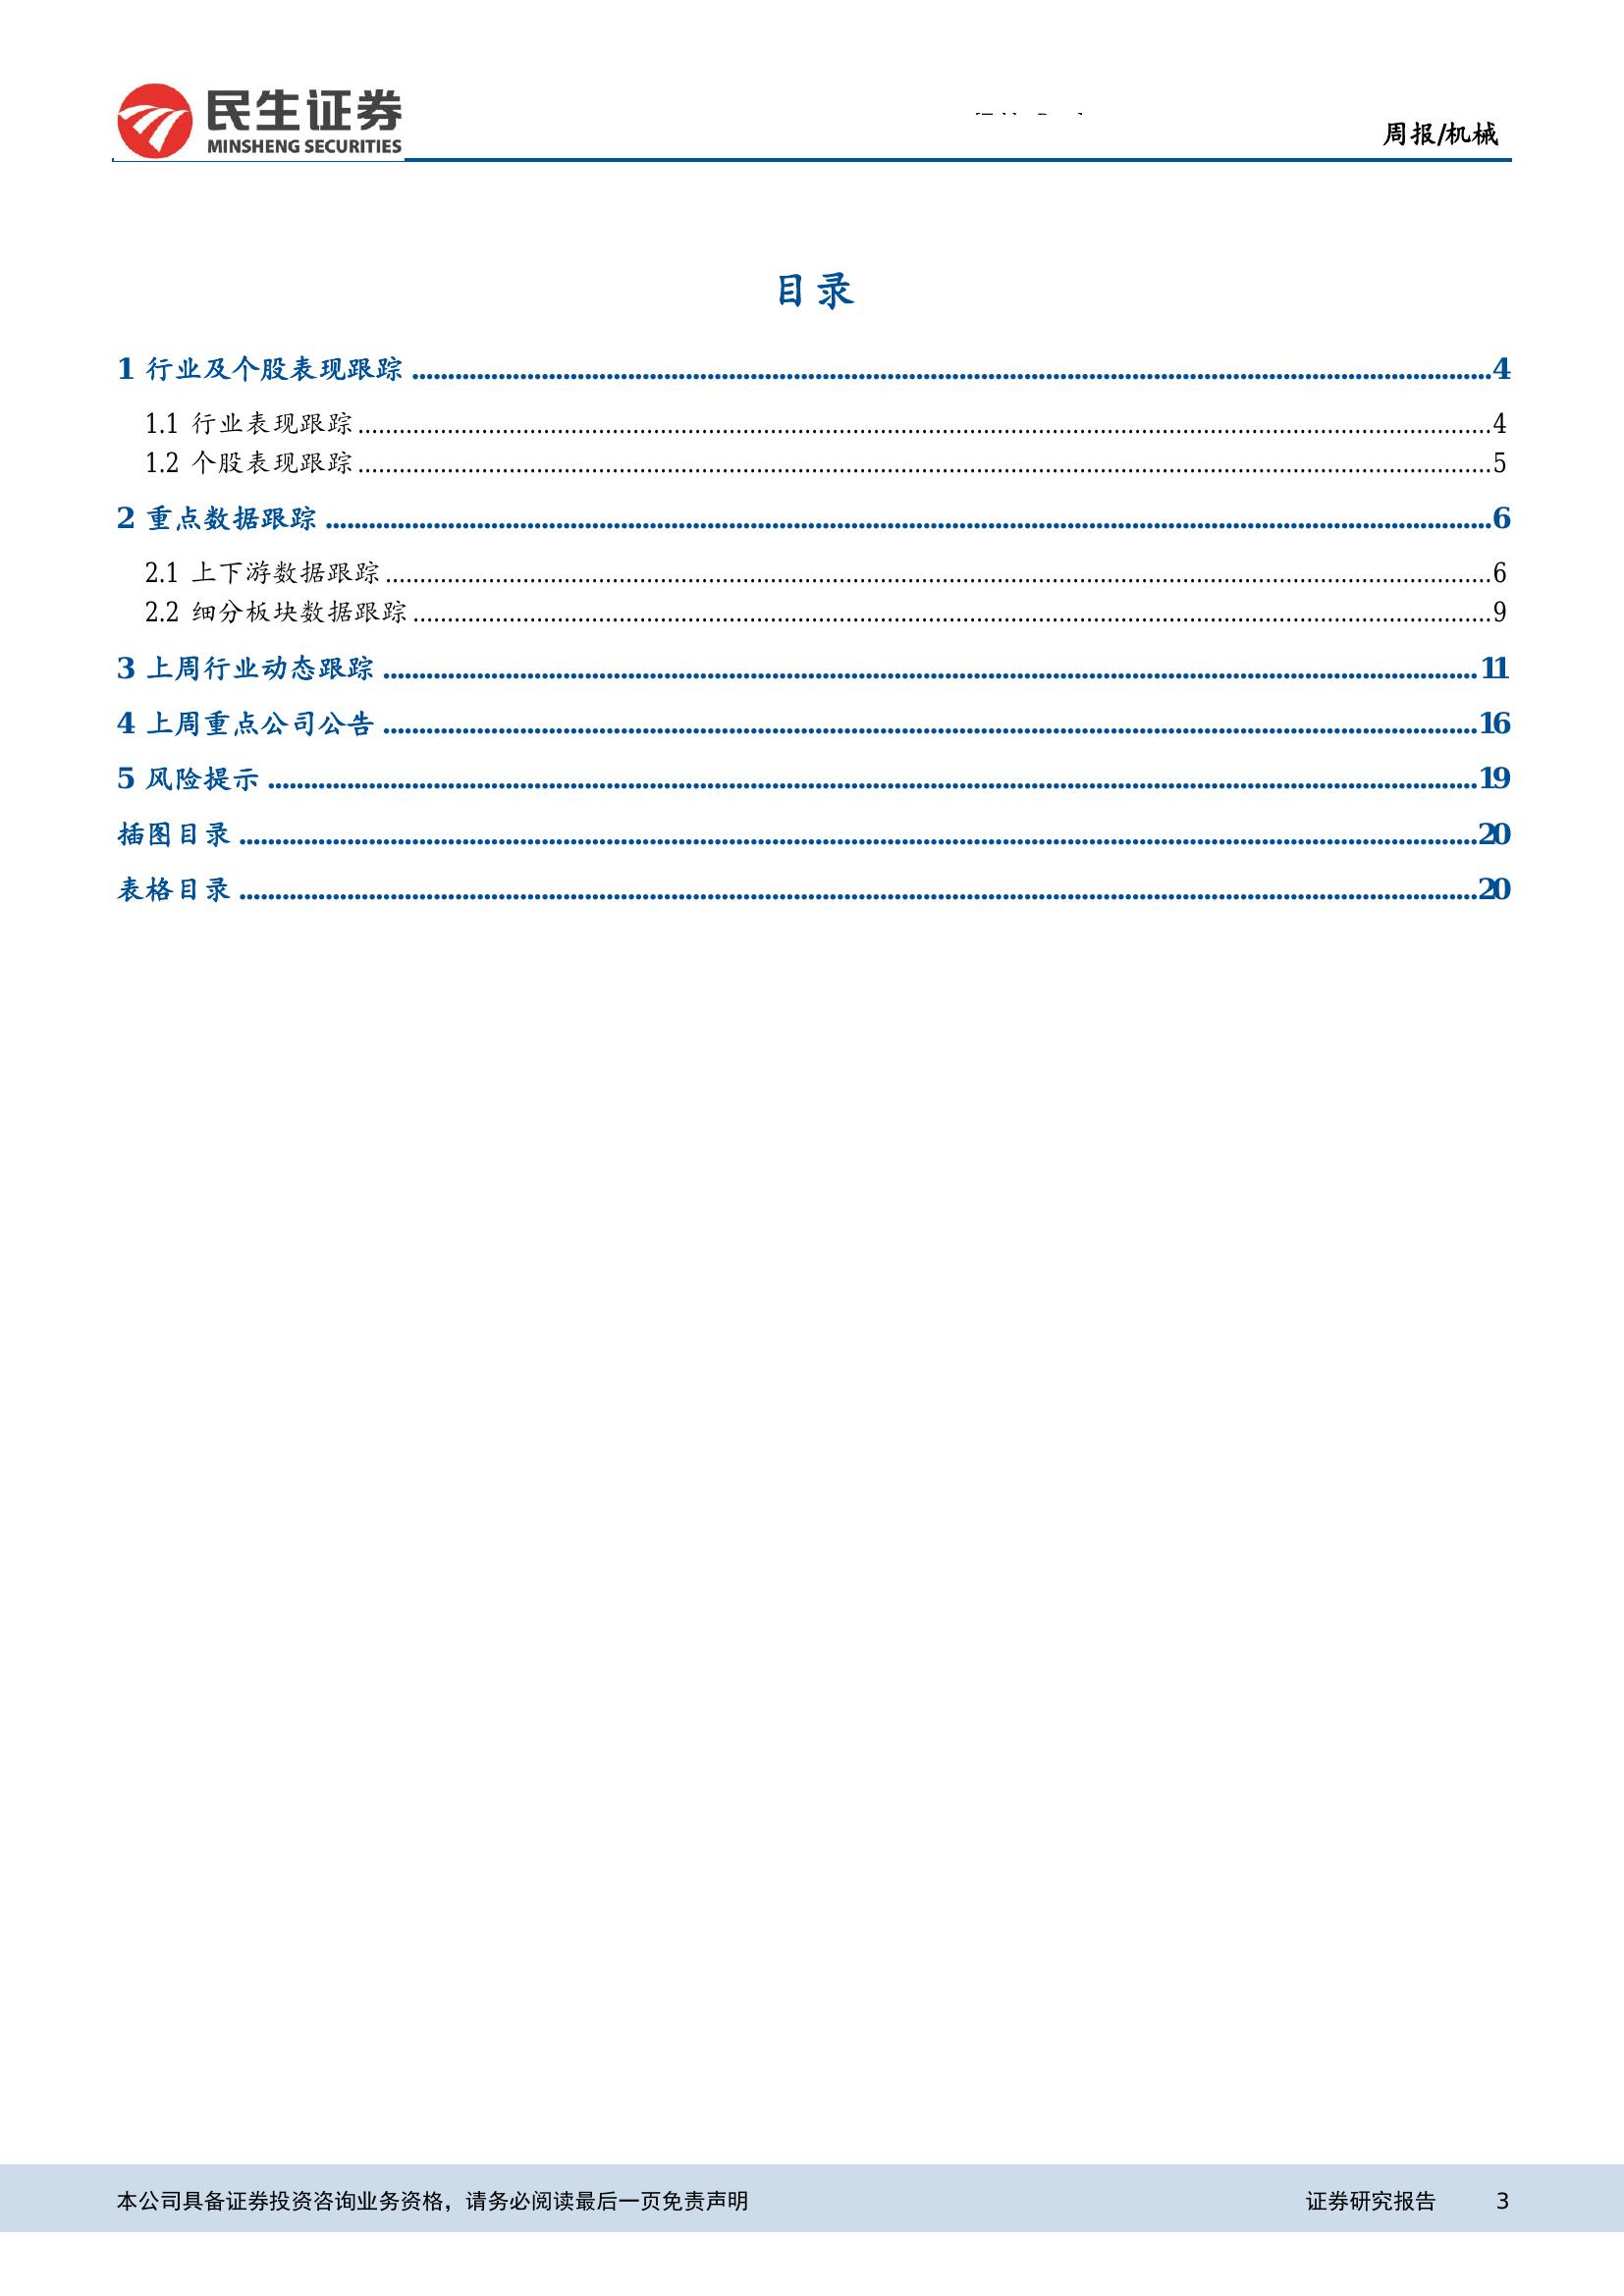 民生证券
MINSHENG SECURITIES
周报/机械
目录
1 行业及个股表现跟踪 ........ 4
1.1 行业表现跟踪 ........ 4
1.2 个股表现跟踪 ........ 5
2 重点数据跟踪 ........ 6
2.1 上下游数据跟踪 ........ 6
2.2 细分板块数据跟踪 ........ 9
3 上周行业动态跟踪 ........ 11
4 上周重点公司公告 ........ 16
5 风险提示 ........ 19
插图目录 ........ 20
表格目录 ........ 20
本公司具备证券投资咨询业务资格，请务必阅读最后一页免责声明 证券研究报告 3